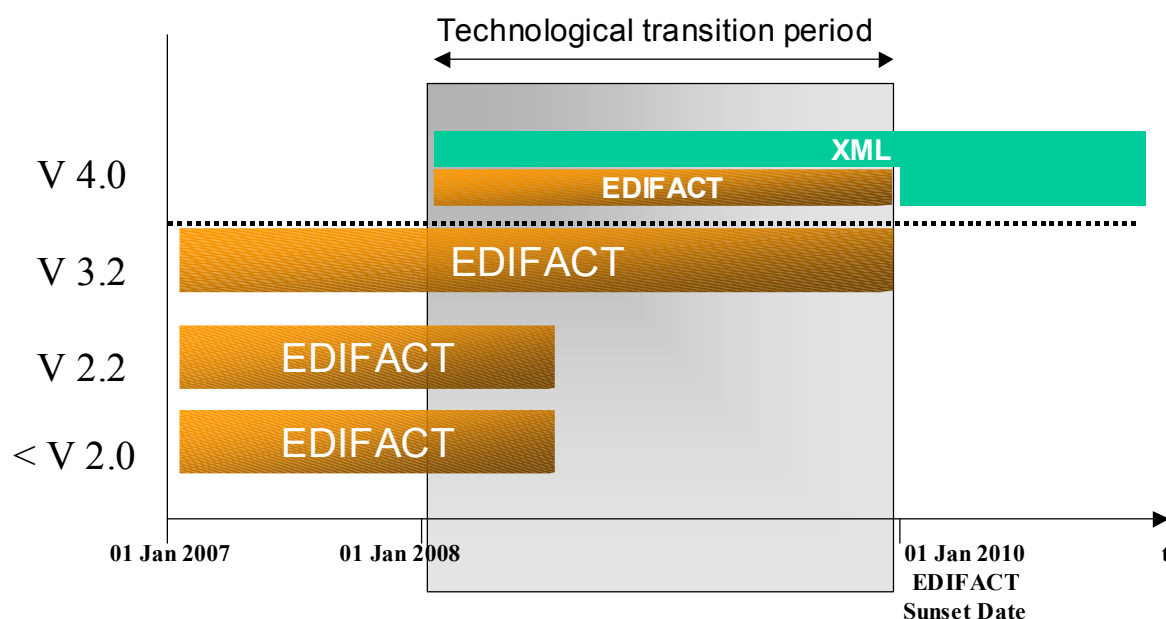 Technological transition period
V 4.0
XML
EDIFACT
V 3.2
EDIFACT
V 2.2
EDIFACT
< V 2.0
EDIFACT
01 Jan 2007
01 Jan 2008
01 Jan 2010
t
EDIFACT
Sunset Date